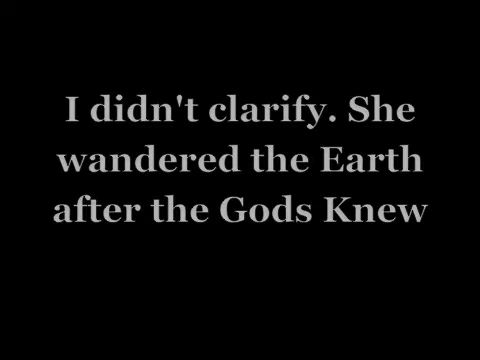 I didn't clarify. She
wandered the Earth
after the Gods Knew